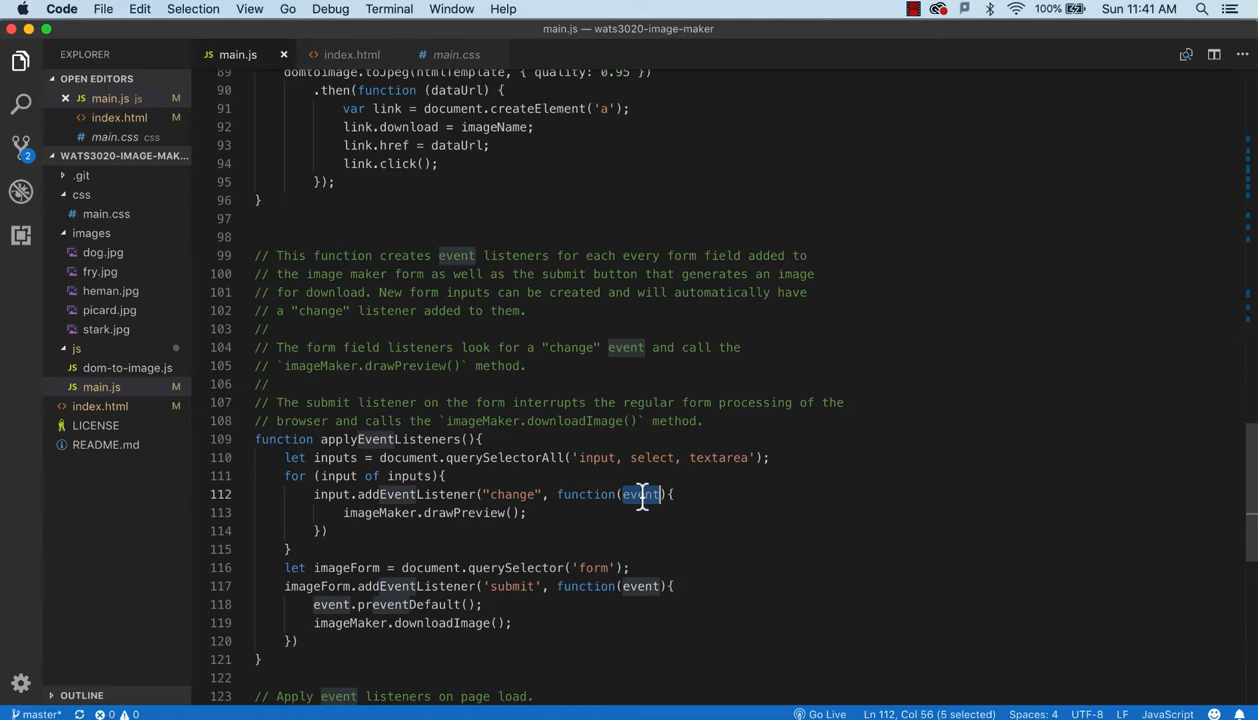 Code File Edit Selection View Go Debug Terminal Window Help 100% Sun 11:41 AM
main.js — wats3020-image-maker
EXPLORER
main.js
index.html
main.css
OPEN EDITORS
main.js js M
index.html M
main.css css
WATS3020-IMAGE-MAK...
.git
css
main.css
images
dog.jpg
fry.jpg
heman.jpg
picard.jpg
stark.jpg
js
dom-to-image.js
main.js M
index.html M
LICENSE
README.md
OUTLINE
2
89 domtoimage.toJpeg(htmlTemplate, { quality: 0.95 })
90 .then(function (dataUrl) {
91 var link = document.createElement('a');
92 link.download = imageName;
93 link.href = dataUrl;
94 link.click();
95 });
96 }
97
98
99 // This function creates event listeners for each every form field added to
100 // the image maker form as well as the submit button that generates an image
101 // for download. New form inputs can be created and will automatically have
102 // a "change" listener added to them.
103 //
104 // The form field listeners look for a "change" event and call the
105 // `imageMaker.drawPreview()` method.
106 //
107 // The submit listener on the form interrupts the regular form processing of the
108 // browser and calls the `imageMaker.downloadImage()` method.
109 function applyEventListeners(){
110 let inputs = document.querySelectorAll('input, select, textarea');
111 for (input of inputs){
112 input.addEventListener("change", function(event){
113 imageMaker.drawPreview();
114 })
115 }
116 let imageForm = document.querySelector('form');
117 imageForm.addEventListener('submit', function(event){
118 event.preventDefault();
119 imageMaker.downloadImage();
120 })
121 }
122
123 // Apply event listeners on page load.
master* 0 0 Go Live Ln 112, Col 56 (5 selected) Spaces: 4 UTF-8 LF JavaScript